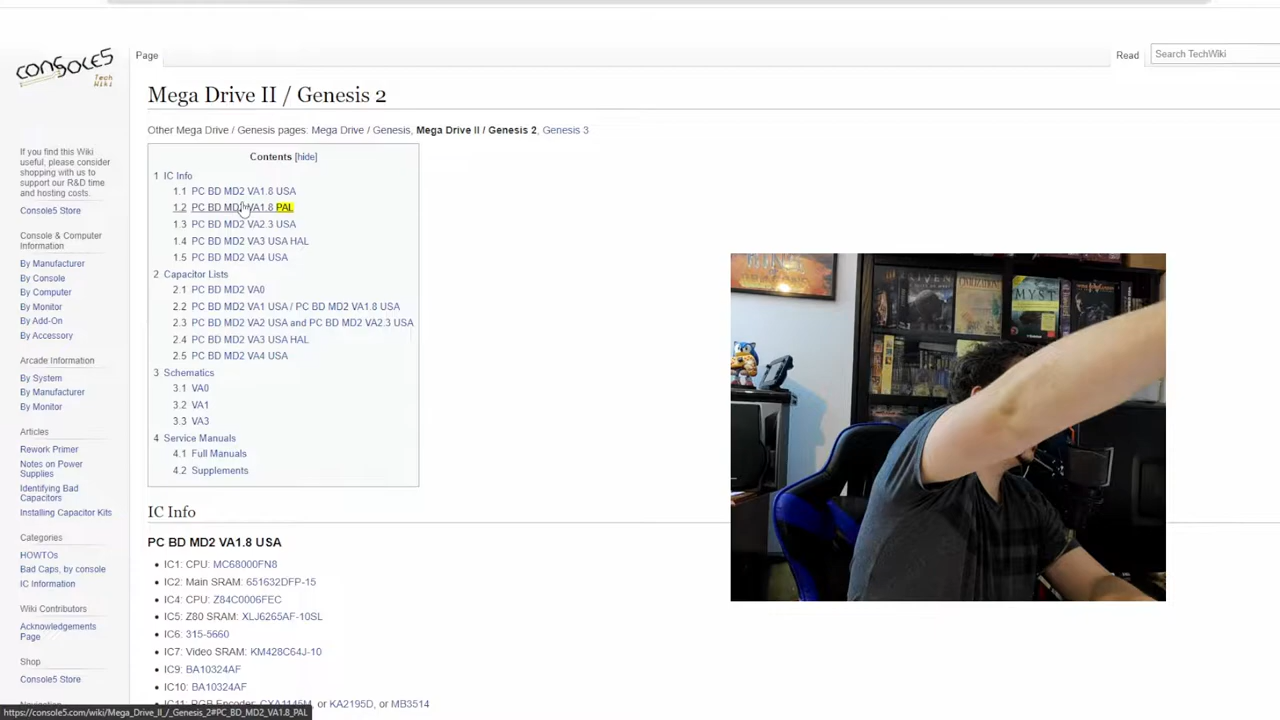 Console5
Tech
Wiki
Page
Read
Search TechWiki
Mega Drive II / Genesis 2
Other Mega Drive / Genesis pages: Mega Drive / Genesis, Mega Drive II / Genesis 2, Genesis 3
Contents [hide]
1 IC Info
1.1 PC BD MD2 VA1.8 USA
1.2 PC BD MD2 VA1.8 PAL
1.3 PC BD MD2 VA2.3 USA
1.4 PC BD MD2 VA3 USA HAL
1.5 PC BD MD2 VA4 USA
2 Capacitor Lists
2.1 PC BD MD2 VA0
2.2 PC BD MD2 VA1 USA / PC BD MD2 VA1.8 USA
2.3 PC BD MD2 VA2 USA and PC BD MD2 VA2.3 USA
2.4 PC BD MD2 VA3 USA HAL
2.5 PC BD MD2 VA4 USA
3 Schematics
3.1 VA0
3.2 VA1
3.3 VA3
4 Service Manuals
4.1 Full Manuals
4.2 Supplements
IC Info
PC BD MD2 VA1.8 USA
• IC1: CPU: MC68000FN8
• IC2: Main SRAM: 651632DFP-15
• IC4: CPU: Z84C0006FEC
• IC5: Z80 SRAM: XLJ6265AF-10SL
• IC6: 315-5660
• IC7: Video SRAM: KM428C64J-10
• IC9: BA10324AF
• IC10: BA10324AF
• IC11: RGB Encoder: CXA1145M, or KA2195D, or MB3514
If you find this Wiki
useful, please consider
shopping with us to
support our R&D time
and hosting costs.
Console5 Store
Console & Computer
Information
By Manufacturer
By Console
By Computer
By Monitor
By Add-On
By Accessory
Arcade Information
By System
By Manufacturer
By Monitor
Articles
Rework Primer
Notes on Power
Supplies
Identifying Bad
Capacitors
Installing Capacitor Kits
Categories
HOWTOs
Bad Caps, by console
IC Information
Wiki Contributors
Acknowledgements
Page
Shop
Console5 Store
https://console5.com/wiki/Mega_Drive_II_/_Genesis_2#PC_BD_MD2_VA1.8_PAL
RIVEN
CIVILIZATION
MYST